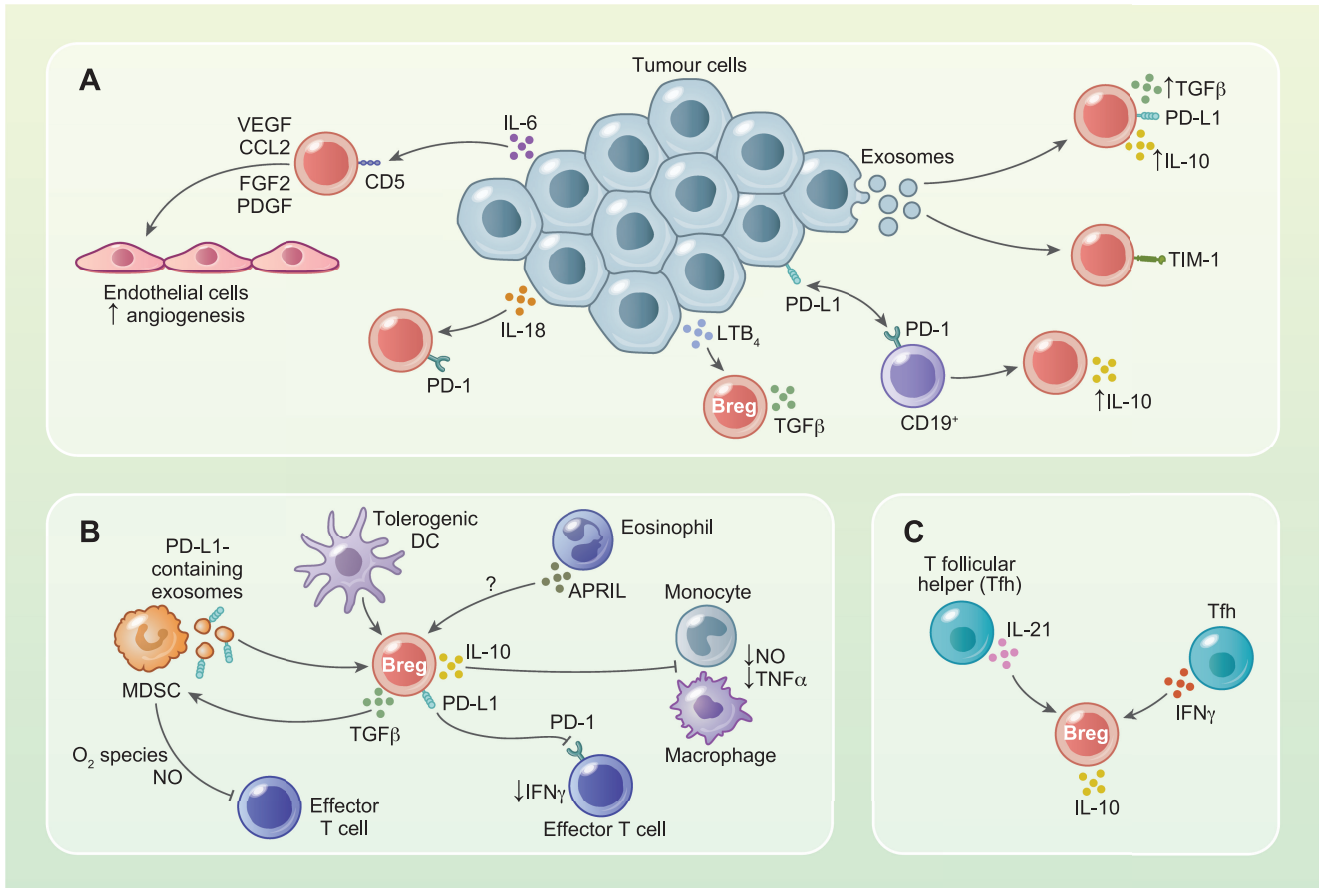 A
Tumour cells
VEGF
CCL2
FGF2
PDGF
CD5
IL-6
Exosomes
↑TGFβ
PD-L1
↑IL-10
TIM-1
Endothelial cells
↑ angiogenesis
IL-18
PD-1
LTB₄
Breg
TGFβ
PD-L1
PD-1
CD19⁺
↑IL-10
B
PD-L1-
containing
exosomes
MDSC
Tolerogenic
DC
Eosinophil
?
APRIL
Monocyte
↓NO
↓TNFα
Macrophage
Breg
IL-10
PD-L1
TGFβ
O₂ species
NO
Effector
T cell
PD-1
↓IFNγ
Effector T cell
C
T follicular
helper (Tfh)
IL-21
Tfh
IFNγ
Breg
IL-10